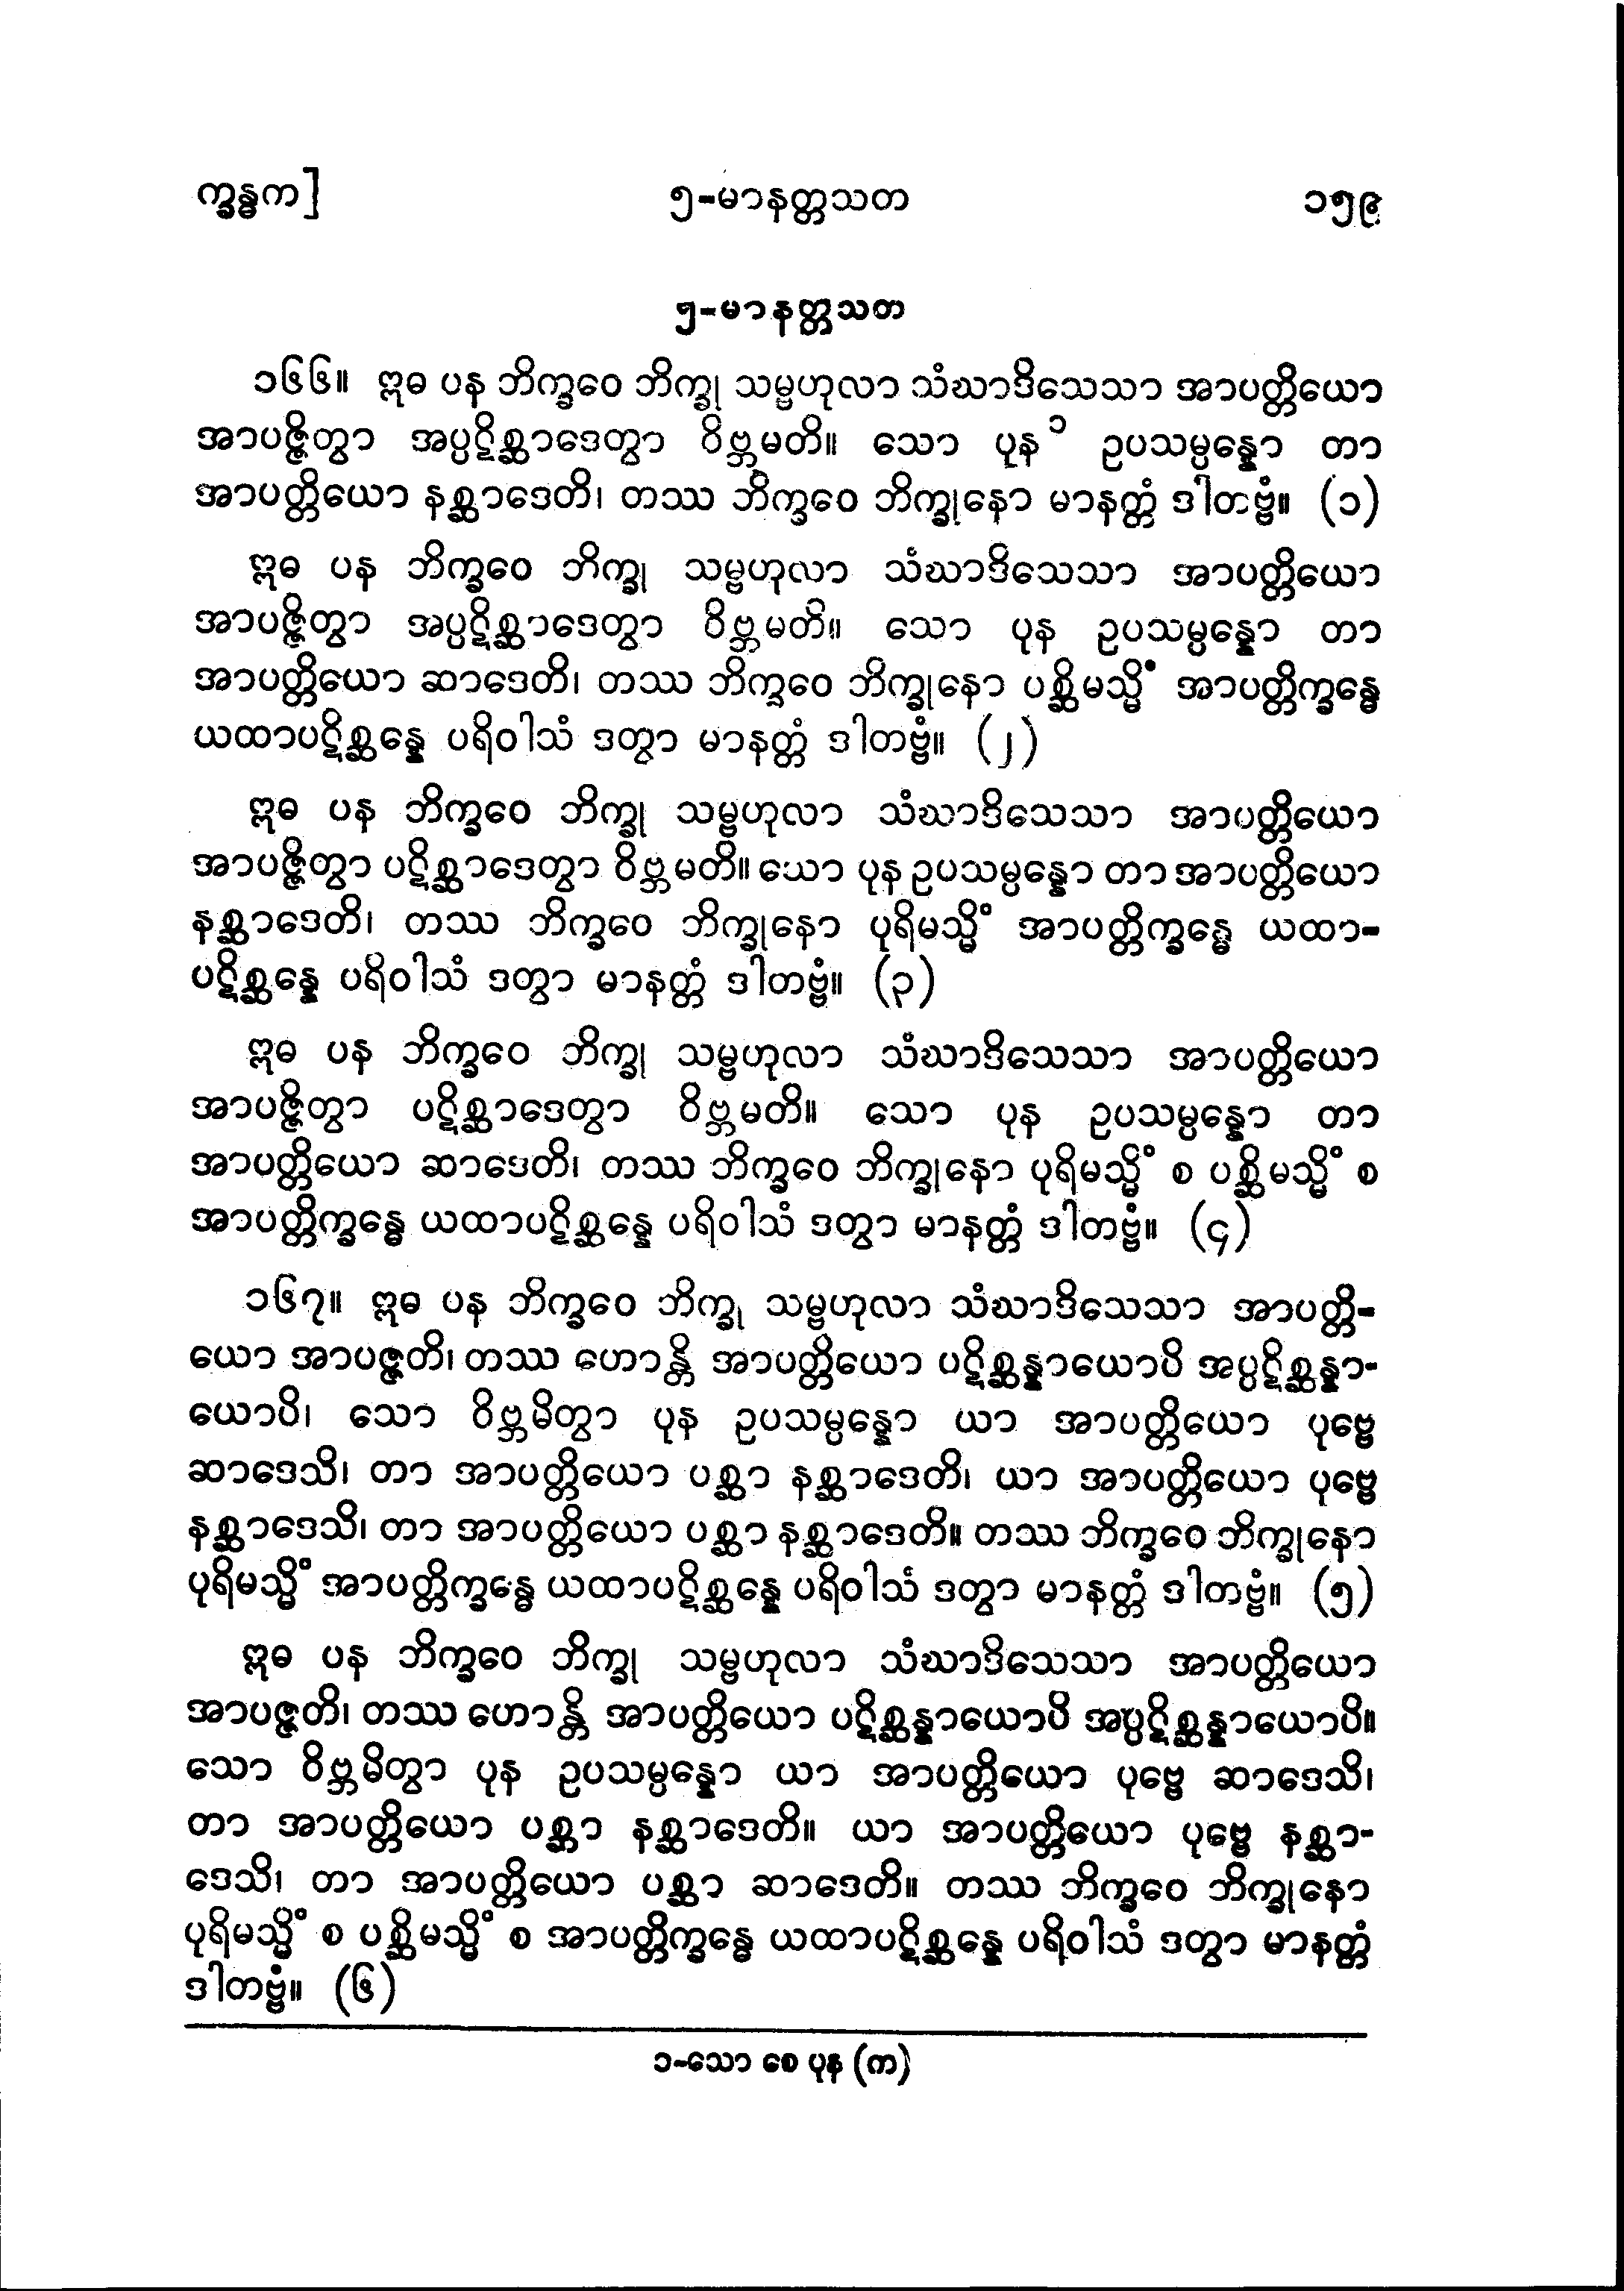 က္ခန္ဓက]
၅-မာနတ္တသတ
၁၅၉
၅-မာနတ္တသတ
၁၆၆။ ဣဓ ပန ဘိက္ခဝေ ဘိက္ခု သမ္ဗဟုလာ သံဃာဒိသေသာ အာပတ္တိယော
အာပဇ္ဇိတွာ အပ္ပဋိစ္ဆာဒေတွာ ဝိဗ္ဘမတိ။ သော ပုန ၁ ဥပသမ္ပန္နော တာ
အာပတ္တိယော နစ္ဆာဒေတိ၊ တဿ ဘိက္ခဝေ ဘိက္ခုနော မာနတ္တံ ဒါတဗ္ဗံ။ (၁)
ဣဓ ပန ဘိက္ခဝေ ဘိက္ခု သမ္ဗဟုလာ သံဃာဒိသေသာ အာပတ္တိယော
အာပဇ္ဇိတွာ အပ္ပဋိစ္ဆာဒေတွာ ဝိဗ္ဘမတိ။ သော ပုန ဥပသမ္ပန္နော တာ
အာပတ္တိယော ဆာဒေတိ၊ တဿ ဘိက္ခဝေ ဘိက္ခုနော ပစ္ဆိမသ္မိံ အာပတ္တိက္ခန္ဓေ
ယထာပဋိစ္ဆန္နေ ပရိဝါသံ ဒတွာ မာနတ္တံ ဒါတဗ္ဗံ။ (၂)
ဣဓ ပန ဘိက္ခဝေ ဘိက္ခု သမ္ဗဟုလာ သံဃာဒိသေသာ အာပတ္တိယော
အာပဇ္ဇိတွာ ပဋိစ္ဆာဒေတွာ ဝိဗ္ဘမတိ။ ယော ပုန ဥပသမ္ပန္နော တာ အာပတ္တိယော
နစ္ဆာဒေတိ၊ တဿ ဘိက္ခဝေ ဘိက္ခုနော ပုရိမသ္မိံ အာပတ္တိက္ခန္ဓေ ယထာ-
ပဋိစ္ဆန္နေ ပရိဝါသံ ဒတွာ မာနတ္တံ ဒါတဗ္ဗံ။ (၃)
ဣဓ ပန ဘိက္ခဝေ ဘိက္ခု သမ္ဗဟုလာ သံဃာဒိသေသာ အာပတ္တိယော
အာပဇ္ဇိတွာ ပဋိစ္ဆာဒေတွာ ဝိဗ္ဘမတိ။ သော ပုန ဥပသမ္ပန္နော တာ
အာပတ္တိယော ဆာဒေတိ၊ တဿ ဘိက္ခဝေ ဘိက္ခုနော ပုရိမသ္မိံ စ ပစ္ဆိမသ္မိံ စ
အာပတ္တိက္ခန္ဓေ ယထာပဋိစ္ဆန္နေ ပရိဝါသံ ဒတွာ မာနတ္တံ ဒါတဗ္ဗံ။ (၄)
၁၆၇။ ဣဓ ပန ဘိက္ခဝေ ဘိက္ခု သမ္ဗဟုလာ သံဃာဒိသေသာ အာပတ္တိ-
ယော အာပဇ္ဇတိ၊ တဿ ဟောန္တိ အာပတ္တိယော ပဋိစ္ဆန္နာယောပိ အပ္ပဋိစ္ဆန္နာ-
ယောပိ၊ သော ဝိဗ္ဘမိတွာ ပုန ဥပသမ္ပန္နော ယာ အာပတ္တိယော ပုဗ္ဗေ
ဆာဒေသိ၊ တာ အာပတ္တိယော ပစ္ဆာ နစ္ဆာဒေတိ၊ ယာ အာပတ္တိယော ပုဗ္ဗေ
နစ္ဆာဒေသိ၊ တာ အာပတ္တိယော ပစ္ဆာ နစ္ဆာဒေတိ။ တဿ ဘိက္ခဝေ ဘိက္ခုနော
ပုရိမသ္မိံ အာပတ္တိက္ခန္ဓေ ယထာပဋိစ္ဆန္နေ ပရိဝါသံ ဒတွာ မာနတ္တံ ဒါတဗ္ဗံ။ (၅)
ဣဓ ပန ဘိက္ခဝေ ဘိက္ခု သမ္ဗဟုလာ သံဃာဒိသေသာ အာပတ္တိယော
အာပဇ္ဇတိ၊ တဿ ဟောန္တိ အာပတ္တိယော ပဋိစ္ဆန္နာယောပိ အပ္ပဋိစ္ဆန္နာယောပိ။
သော ဝိဗ္ဘမိတွာ ပုန ဥပသမ္ပန္နော ယာ အာပတ္တိယော ပုဗ္ဗေ ဆာဒေသိ၊
တာ အာပတ္တိယော ပစ္ဆာ နစ္ဆာဒေတိ။ ယာ အာပတ္တိယော ပုဗ္ဗေ နစ္ဆာ-
ဒေသိ၊ တာ အာပတ္တိယော ပစ္ဆာ ဆာဒေတိ။ တဿ ဘိက္ခဝေ ဘိက္ခုနော
ပုရိမသ္မိံ စ ပစ္ဆိမသ္မိံ စ အာပတ္တိက္ခန္ဓေ ယထာပဋိစ္ဆန္နေ ပရိဝါသံ ဒတွာ မာနတ္တံ
ဒါတဗ္ဗံ။ (၆)
၁-သော စေ ပုန (က)